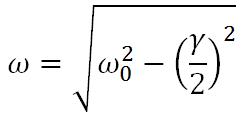 ω = √(ω₀² − (γ/2)²)